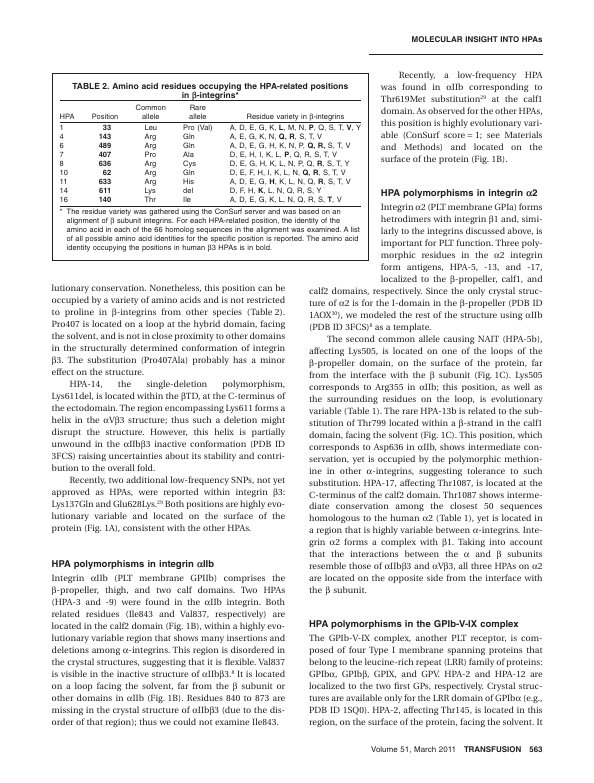 MOLECULAR INSIGHT INTO HPAs
TABLE 2. Amino acid residues occupying the HPA-related positions
in β-integrins*
HPA Position Common allele Rare allele Residue variety in β-integrins
1 33 Leu Pro (Val) A, D, E, G, K, L, M, N, P, Q, S, T, V, Y
4 143 Arg Gln A, E, G, K, N, Q, R, S, T, V
6 489 Arg Gln A, D, E, G, H, K, N, P, Q, R, S, T, V
7 407 Pro Ala D, E, H, I, K, L, P, Q, R, S, T, V
8 636 Arg Cys D, E, G, H, K, L, N, P, Q, R, S, T, Y
10 62 Arg Gln D, E, F, H, I, K, L, N, Q, R, S, T, V
11 633 Arg His A, D, E, G, H, K, L, N, Q, R, S, T, V
14 611 Lys del D, F, H, K, L, N, Q, R, S, Y
16 140 Thr Ile A, D, E, G, K, L, N, Q, R, S, T, V
* The residue variety was gathered using the ConSurf server and was based on an
alignment of β subunit integrins. For each HPA-related position, the identity of the
amino acid in each of the 66 homolog sequences in the alignment was examined. A list
of all possible amino acid identities for the specific position is reported. The amino acid
identity occupying the positions in human β3 HPAs is in bold.
lutionary conservation. Nonetheless, this position can be
occupied by a variety of amino acids and is not restricted
to proline in β-integrins from other species (Table 2).
Pro407 is located on a loop at the hybrid domain, facing
the solvent, and is not in close proximity to other domains
in the structurally determined conformation of integrin
β3. The substitution (Pro407Ala) probably has a minor
effect on the structure.
HPA-14, the single-deletion polymorphism,
Lys611del, is located within the βTD, at the C-terminus of
the ectodomain. The region encompassing Lys611 forms a
helix in the αVβ3 structure; thus such a deletion might
disrupt the structure. However, this helix is partially
unwound in the αIIbβ3 inactive conformation (PDB ID
3FCS) raising uncertainties about its stability and contri-
bution to the overall fold.
Recently, two additional low-frequency SNPs, not yet
approved as HPAs, were reported within integrin β3:
Lys137Gln and Glu628Lys.29 Both positions are highly evo-
lutionary variable and located on the surface of the
protein (Fig. 1A), consistent with the other HPAs.
HPA polymorphisms in integrin αIIb
Integrin αIIb (PLT membrane GPIIb) comprises the
β-propeller, thigh, and two calf domains. Two HPAs
(HPA-3 and -9) were found in the αIIb integrin. Both
related residues (Ile843 and Val837, respectively) are
located in the calf2 domain (Fig. 1B), within a highly evo-
lutionary variable region that shows many insertions and
deletions among α-integrins. This region is disordered in
the crystal structures, suggesting that it is flexible. Val837
is visible in the inactive structure of αIIbβ3.8 It is located
on a loop facing the solvent, far from the β subunit or
other domains in αIIb (Fig. 1B). Residues 840 to 873 are
missing in the crystal structure of αIIbβ3 (due to the dis-
order of that region); thus we could not examine Ile843.
Recently, a low-frequency HPA
was found in αIIb corresponding to
Thr619Met substitution29 at the calf1
domain. As observed for the other HPAs,
this position is highly evolutionary vari-
able (ConSurf score = 1; see Materials
and Methods) and located on the
surface of the protein (Fig. 1B).
HPA polymorphisms in integrin α2
Integrin α2 (PLT membrane GPIa) forms
hetrodimers with integrin β1 and, simi-
larly to the integrins discussed above, is
important for PLT function. Three poly-
morphic residues in the α2 integrin
form antigens, HPA-5, -13, and -17,
localized to the β-propeller, calf1, and
calf2 domains, respectively. Since the only crystal struc-
ture of α2 is for the I-domain in the β-propeller (PDB ID
1AOX30), we modeled the rest of the structure using αIIb
(PDB ID 3FCS)8 as a template.
The second common allele causing NAIT (HPA-5b),
affecting Lys505, is located on one of the loops of the
β-propeller domain, on the surface of the protein, far
from the interface with the β subunit (Fig. 1C). Lys505
corresponds to Arg355 in αIIb; this position, as well as
the surrounding residues on the loop, is evolutionary
variable (Table 1). The rare HPA-13b is related to the sub-
stitution of Thr799 located within a β-strand in the calf1
domain, facing the solvent (Fig. 1C). This position, which
corresponds to Asp636 in αIIb, shows intermediate con-
servation, yet is occupied by the polymorphic methion-
ine in other α-integrins, suggesting tolerance to such
substitution. HPA-17, affecting Thr1087, is located at the
C-terminus of the calf2 domain. Thr1087 shows interme-
diate conservation among the closest 50 sequences
homologous to the human α2 (Table 1), yet is located in
a region that is highly variable between α-integrins. Inte-
grin α2 forms a complex with β1. Taking into account
that the interactions between the α and β subunits
resemble those of αIIbβ3 and αVβ3, all three HPAs on α2
are located on the opposite side from the interface with
the β subunit.
HPA polymorphisms in the GPIb-V-IX complex
The GPIb-V-IX complex, another PLT receptor, is com-
posed of four Type I membrane spanning proteins that
belong to the leucine-rich repeat (LRR) family of proteins:
GPIbα, GPIbβ, GPIX, and GPV. HPA-2 and HPA-12 are
localized to the two first GPs, respectively. Crystal struc-
tures are available only for the LRR domain of GPIbα (e.g.,
PDB ID 1SQ0). HPA-2, affecting Thr145, is located in this
region, on the surface of the protein, facing the solvent. It
Volume 51, March 2011 TRANSFUSION 563